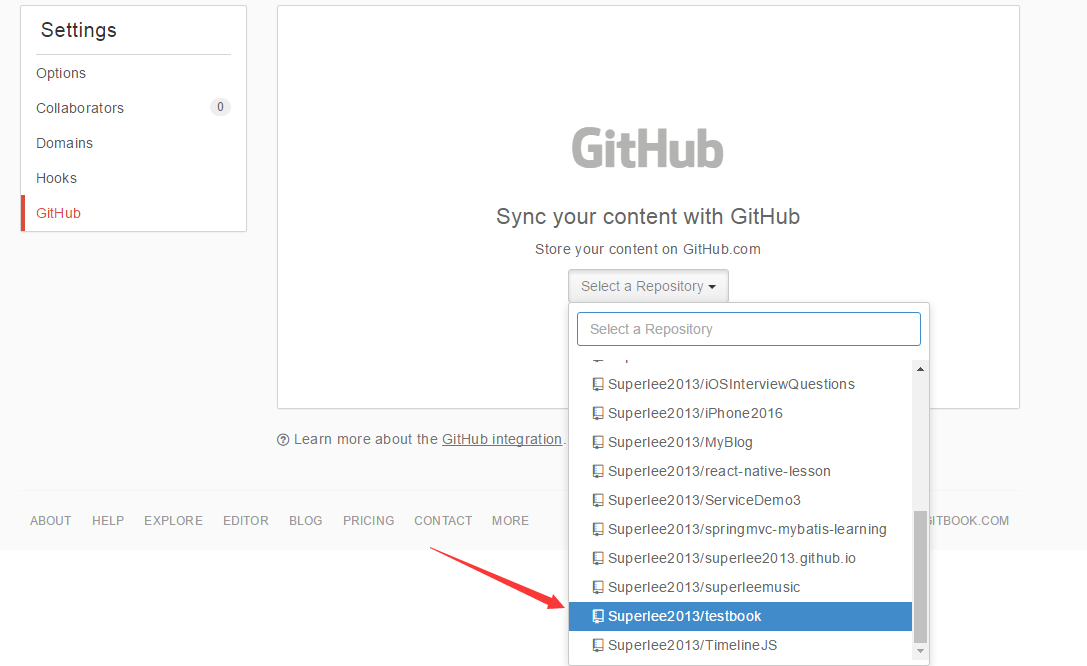 Settings
Options
Collaborators 0
Domains
Hooks
GitHub
GitHub
Sync your content with GitHub
Store your content on GitHub.com
Select a Repository
Select a Repository
Superlee2013/iOSInterviewQuestions
Superlee2013/iPhone2016
Superlee2013/MyBlog
Superlee2013/react-native-lesson
Superlee2013/ServiceDemo3
Superlee2013/springmvc-mybatis-learning
Superlee2013/superlee2013.github.io
Superlee2013/superleemusic
Superlee2013/testbook
Superlee2013/TimelineJS
Learn more about the GitHub integration.
ABOUT HELP EXPLORE EDITOR BLOG PRICING CONTACT MORE GITBOOK.COM